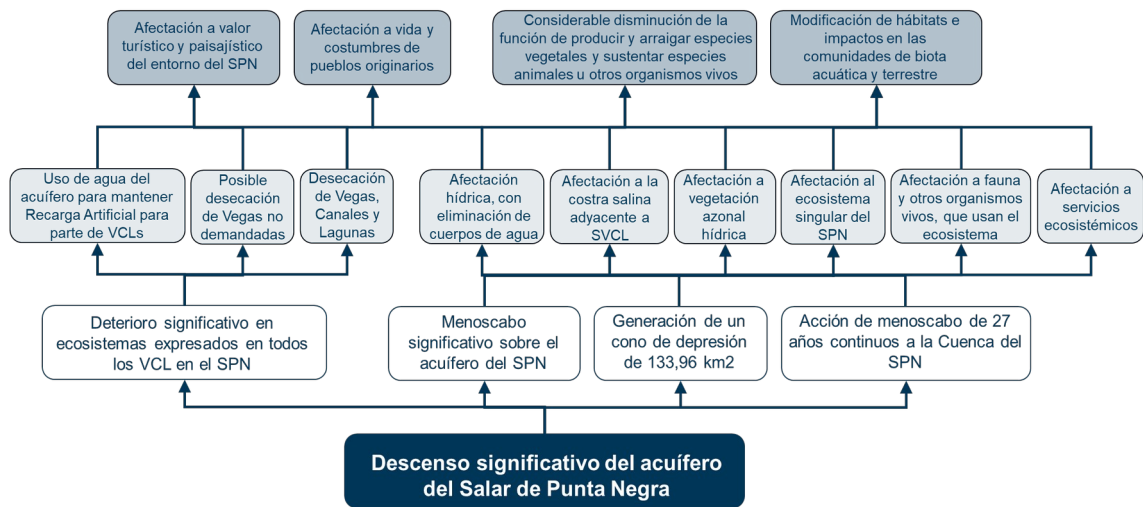 Afectación a valor
turístico y paisajístico
del entorno del SPN
Afectación a vida y
costumbres de
pueblos originarios
Considerable disminución de la
función de producir y arraigar especies
vegetales y sustentar especies
animales u otros organismos vivos
Modificación de hábitats e
impactos en las
comunidades de biota
acuática y terrestre
Uso de agua del
acuífero para mantener
Recarga Artificial para
parte de VCLs
Posible
desecación
de Vegas no
demandadas
Desecación
de Vegas,
Canales y
Lagunas
Afectación
hídrica, con
eliminación de
cuerpos de agua
Afectación a la
costra salina
adyacente a
SVCL
Afectación a
vegetación
azonal
hídrica
Afectación al
ecosistema
singular del
SPN
Afectación a fauna
y otros organismos
vivos, que usan el
ecosistema
Afectación a
servicios
ecosistémicos
Deterioro significativo en
ecosistemas expresados en todos
los VCL en el SPN
Menoscabo
significativo sobre el
acuífero del SPN
Generación de un
cono de depresión
de 133,96 km2
Acción de menoscabo de 27
años continuos a la Cuenca del
SPN
Descenso significativo del acuífero
del Salar de Punta Negra